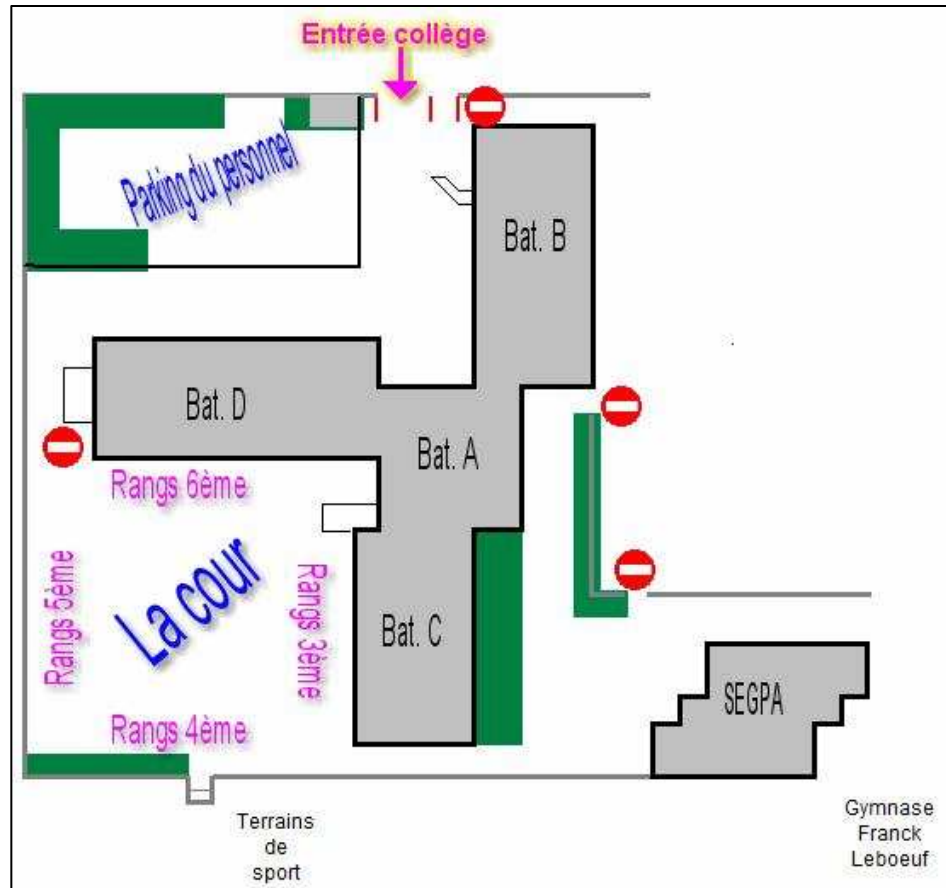 Entrée collège
Parking du personnel
Bat. B
Bat. D
Bat. A
Rangs 6ème
Rangs 5ème
La cour
Rangs 3ème
Bat. C
SEGPA
Rangs 4ème
Terrains
de
sport
Gymnase
Franck
Leboeuf